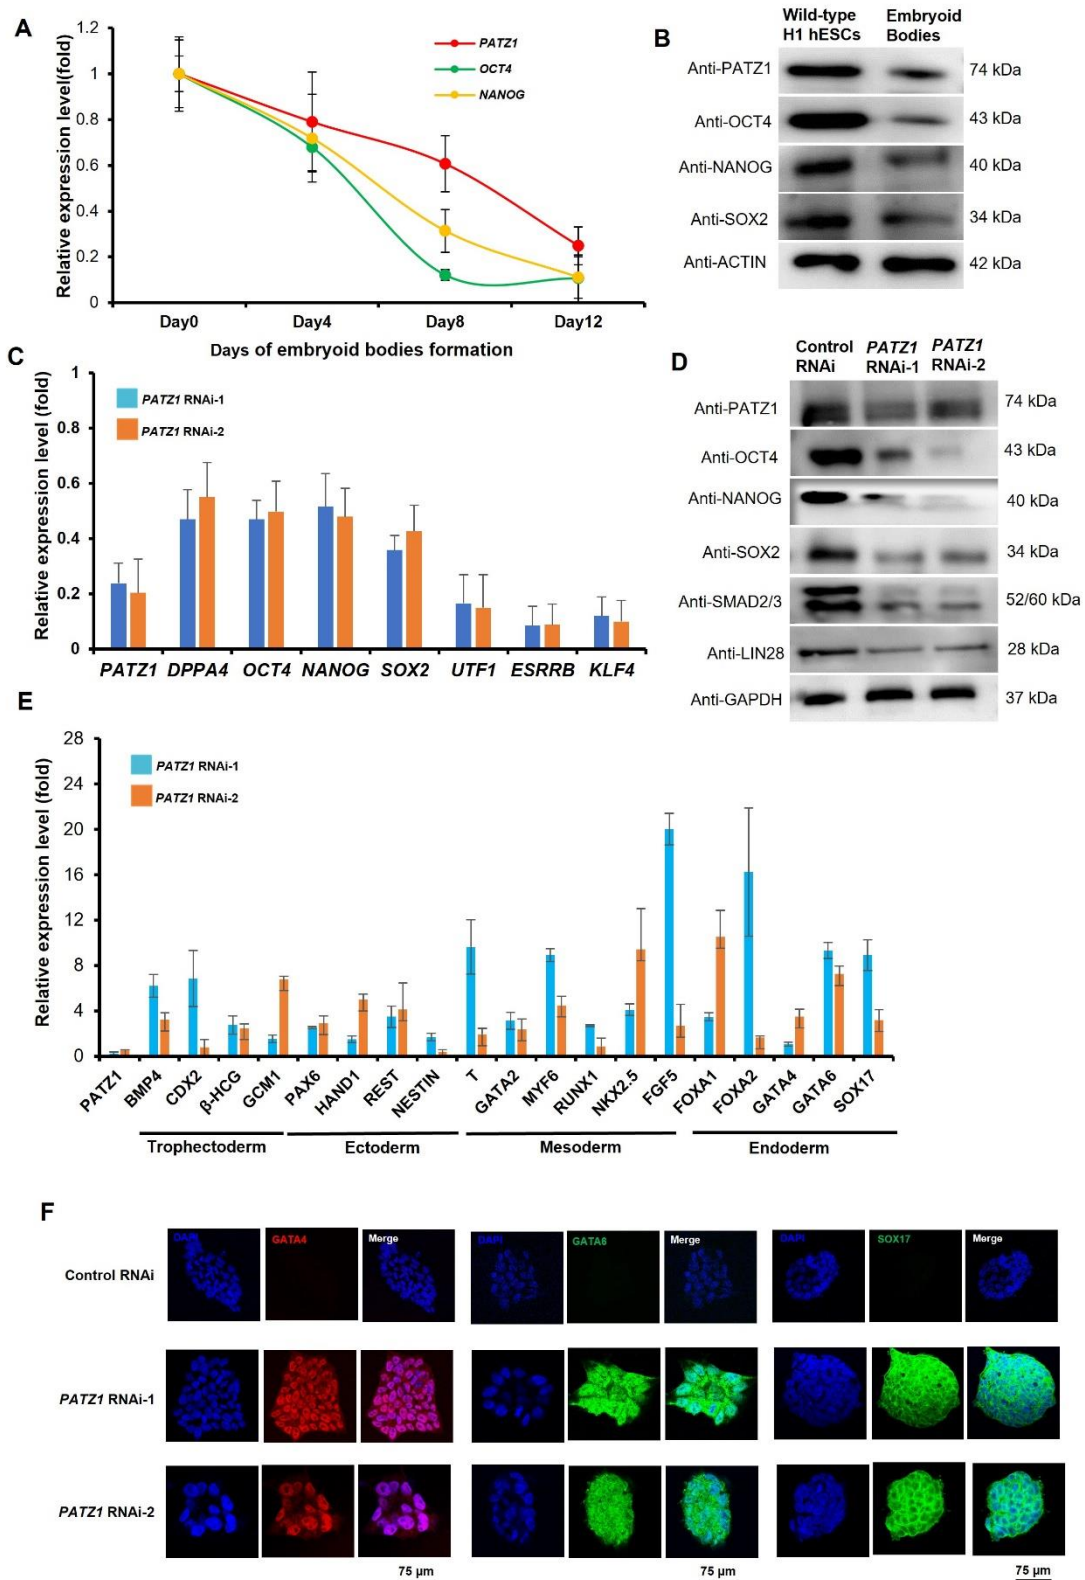 A
Relative expression level(fold)
1.2
1
0.8
0.6
0.4
0.2
0
PATZ1
OCT4
NANOG
Day0 Day4 Day8 Day12
Days of embryoid bodies formation
B
Wild-type Embryoid
H1 hESCs Bodies
Anti-PATZ1 74 kDa
Anti-OCT4 43 kDa
Anti-NANOG 40 kDa
Anti-SOX2 34 kDa
Anti-ACTIN 42 kDa
C
Relative expression level (fold)
1
0.8
0.6
0.4
0.2
0
PATZ1 RNAi-1
PATZ1 RNAi-2
PATZ1 DPPA4 OCT4 NANOG SOX2 UTF1 ESRRB KLF4
D
Control PATZ1 PATZ1
RNAi RNAi-1 RNAi-2
Anti-PATZ1 74 kDa
Anti-OCT4 43 kDa
Anti-NANOG 40 kDa
Anti-SOX2 34 kDa
Anti-SMAD2/3 52/60 kDa
Anti-LIN28 28 kDa
Anti-GAPDH 37 kDa
E
Relative expression level (fold)
28
24
20
16
12
8
4
0
PATZ1 RNAi-1
PATZ1 RNAi-2
PATZ1 BMP4 CDX2 β-HCG GCM1 PAX6 HAND1 REST NESTIN T GATA2 MYF6 RUNX1 NKX2.5 FGF5 FOXA1 FOXA2 GATA4 GATA6 SOX17
Trophectoderm Ectoderm Mesoderm Endoderm
F
DAPI GATA4 Merge DAPI GATA6 Merge DAPI SOX17 Merge
Control RNAi
PATZ1 RNAi-1
PATZ1 RNAi-2
75 μm 75 μm 75 μm